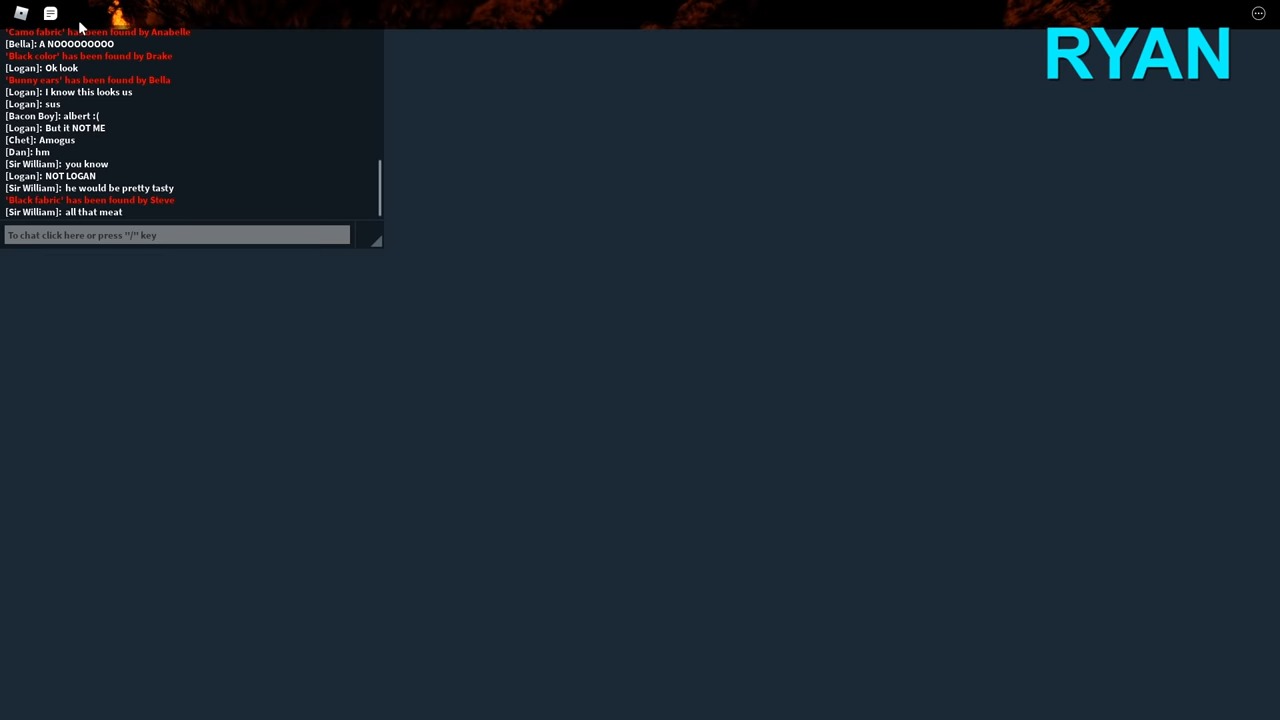 'Camo fabric' has been found by Anabelle
[Bella]: A NOOOOOOOOO
'Black color' has been found by Drake
[Logan]: Ok look
'Bunny ears' has been found by Bella
[Logan]: I know this looks us
[Logan]: sus
[Bacon Boy]: albert :(
[Logan]: But it NOT ME
[Chet]: Amogus
[Dan]: hm
[Sir William]: you know
[Logan]: NOT LOGAN
[Sir William]: he would be pretty tasty
'Black fabric' has been found by Steve
[Sir William]: all that meat
To chat click here or press "/" key
RYAN